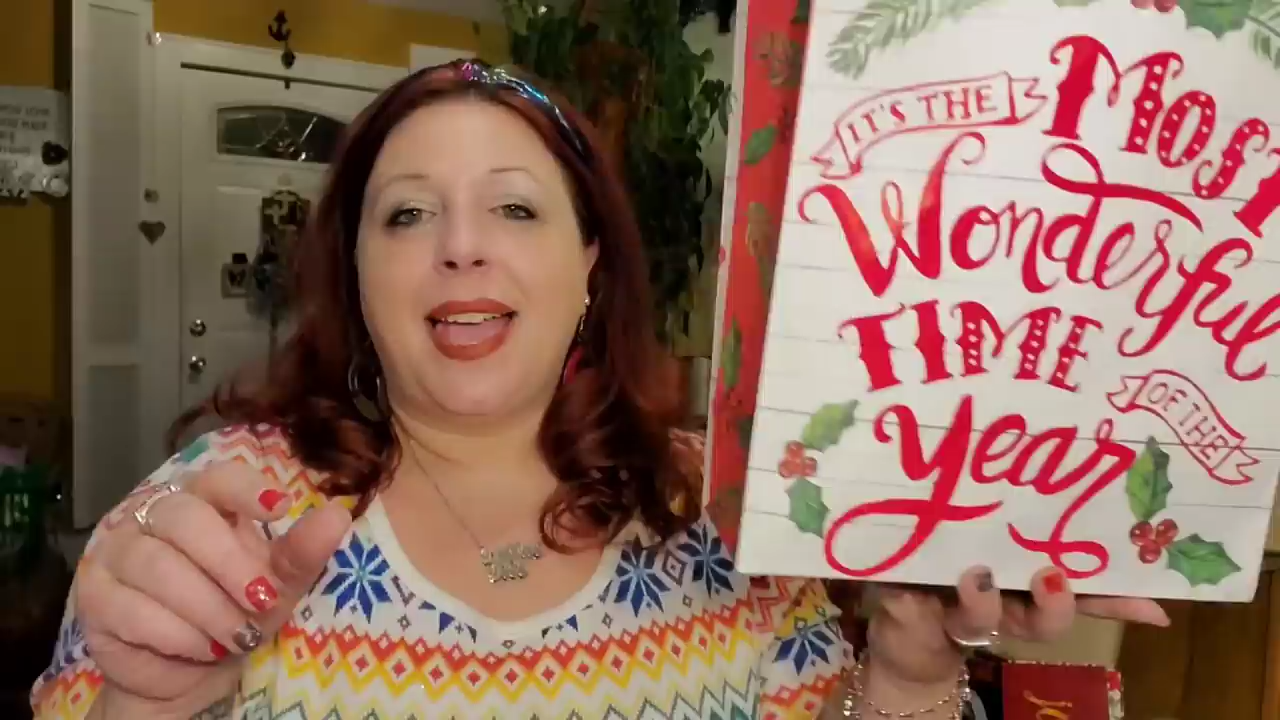 IT'S THE
MOST
Wonderful
TIME
OF THE
Year
W